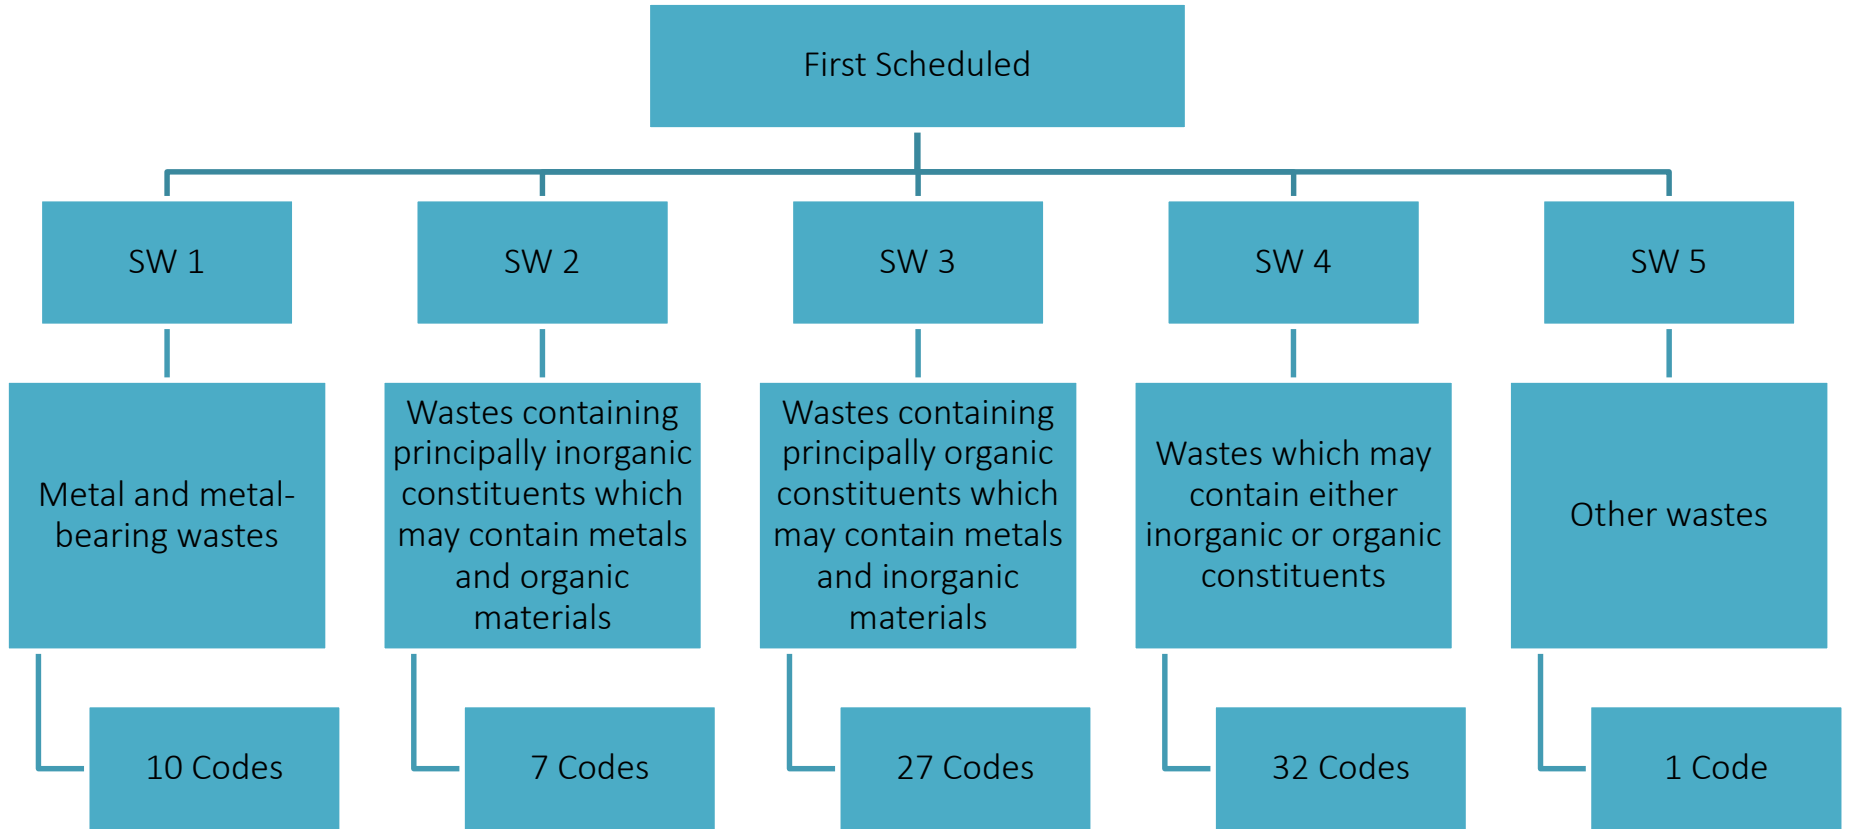 First Scheduled
SW 1
SW 2
SW 3
SW 4
SW 5
Metal and metal-
bearing wastes
Wastes containing
principally inorganic
constituents which
may contain metals
and organic
materials
Wastes containing
principally organic
constituents which
may contain metals
and inorganic
materials
Wastes which may
contain either
inorganic or organic
constituents
Other wastes
10 Codes
7 Codes
27 Codes
32 Codes
1 Code